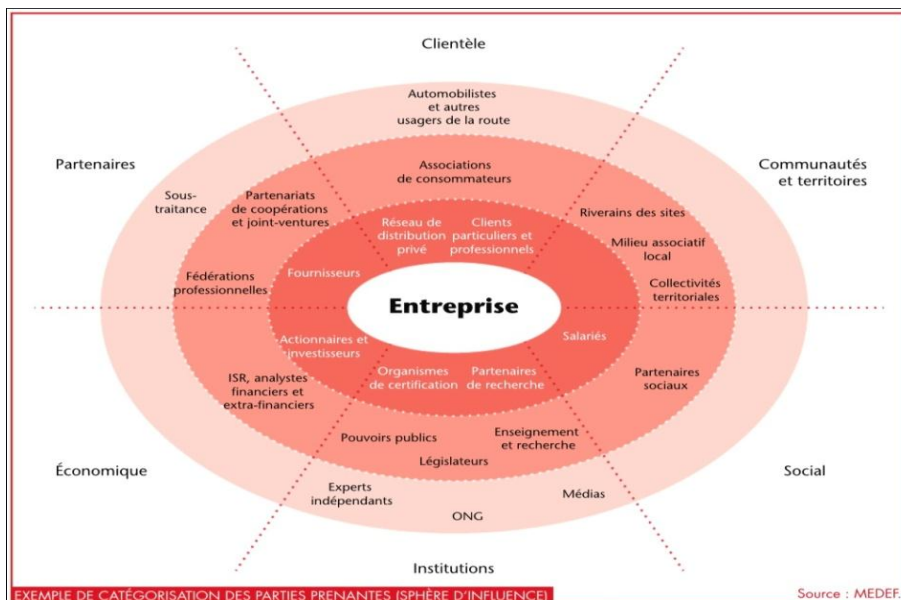 Clientèle
Automobilistes
et autres
usagers de la route
Partenaires
Communautés
et territoires
Associations
de consommateurs
Sous-
traitance
Partenariats
de coopérations
et joint-ventures
Réseau de
distribution
privé
Clients
particuliers et
professionnels
Riverains des sites
Milieu associatif
local
Fournisseurs
Fédérations
professionnelles
Collectivités
territoriales
Entreprise
Actionnaires et
investisseurs
Salariés
Organismes
de certification
Partenaires
de recherche
ISR, analystes
financiers et
extra-financiers
Partenaires
sociaux
Pouvoirs publics
Enseignement
et recherche
Législateurs
Économique
Social
Experts
indépendants
Médias
ONG
Institutions
EXEMPLE DE CATÉGORISATION DES PARTIES PRENANTES (SPHÈRE D'INFLUENCE)
Source : MEDEF.